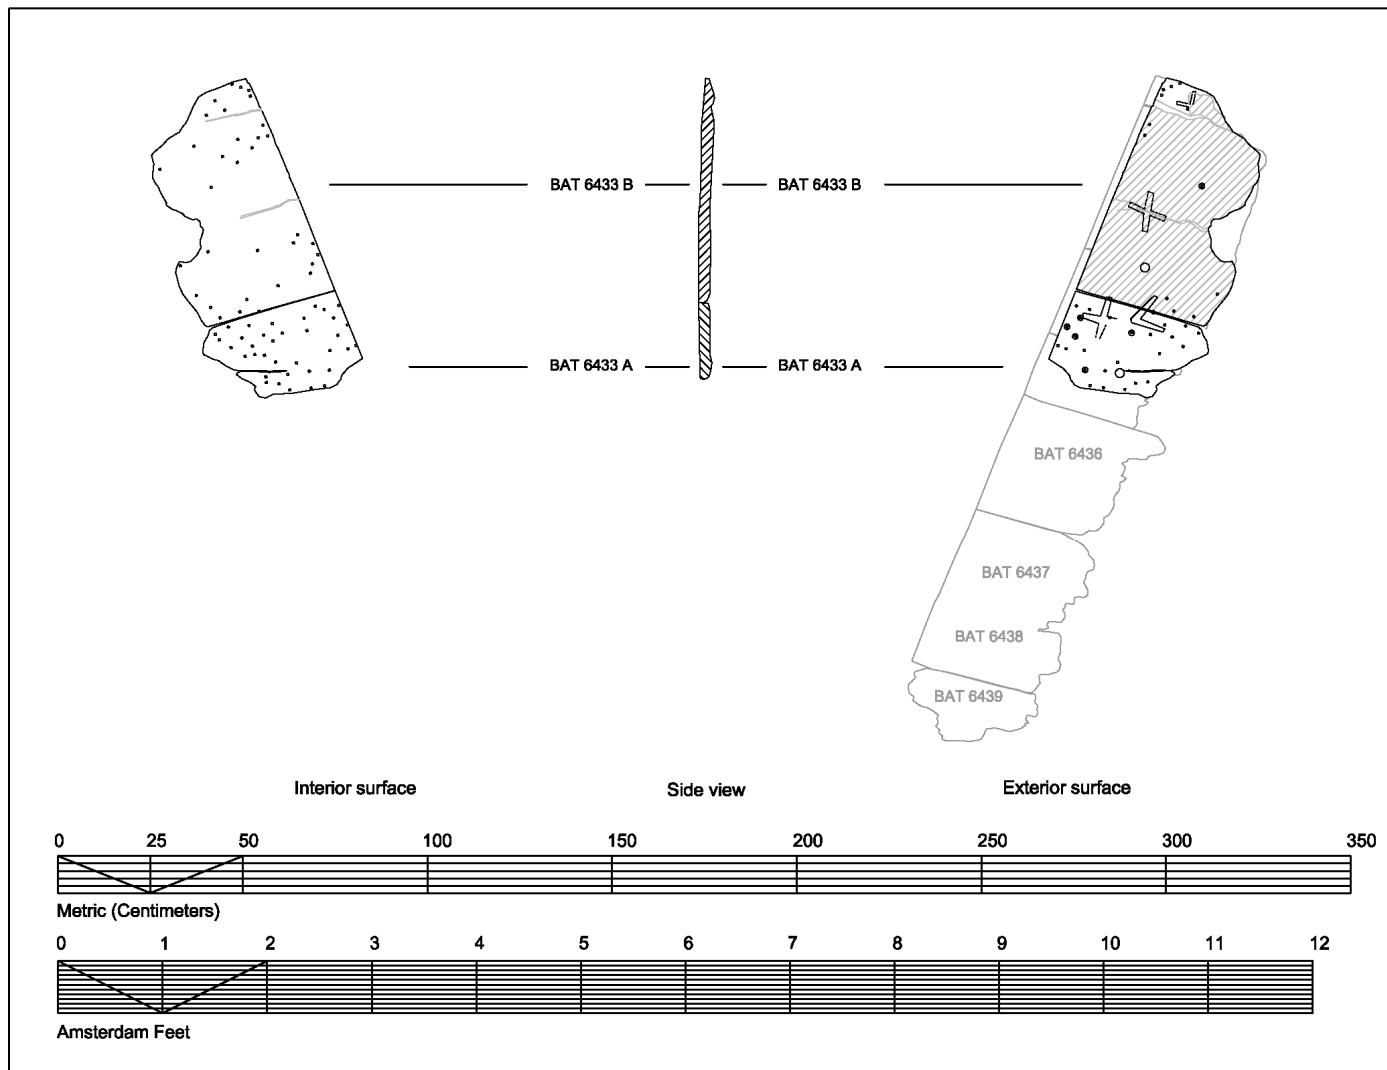 BAT 6433 B BAT 6433 B
BAT 6433 A BAT 6433 A
BAT 6436
BAT 6437
BAT 6438
BAT 6439
Interior surface Side view Exterior surface
0 25 50 100 150 200 250 300 350
Metric (Centimeters)
0 1 2 3 4 5 6 7 8 9 10 11 12
Amsterdam Feet